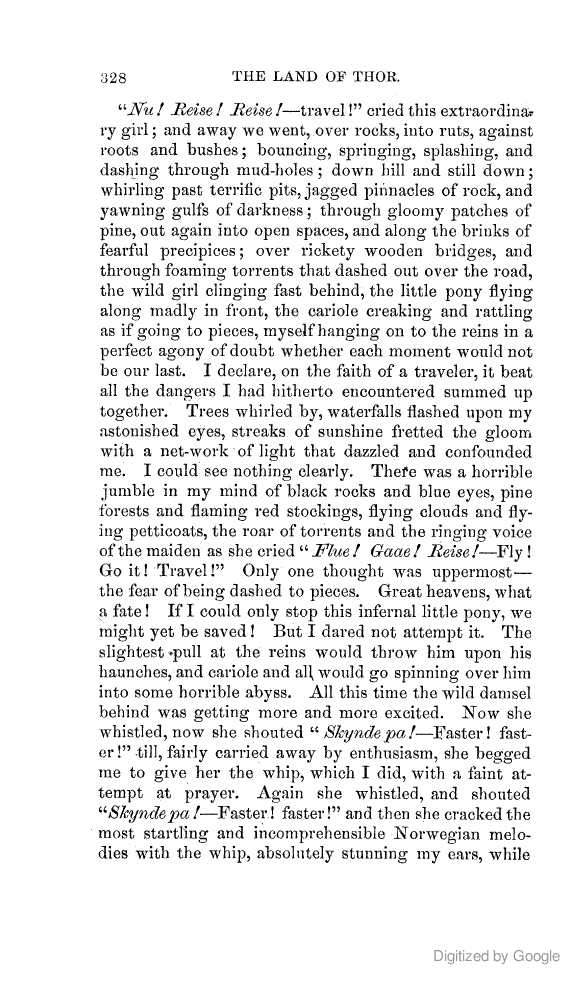 328 THE LAND OF THOR.
“Nu! Reise! Reise!—travel!” cried this extraordinar
ry girl; and away we went, over rocks, into ruts, against
roots and bushes; bouncing, springing, splashing, and
dashing through mud-holes; down hill and still down;
whirling past terrific pits, jagged pinnacles of rock, and
yawning gulfs of darkness; through gloomy patches of
pine, out again into open spaces, and along the brinks of
fearful precipices; over rickety wooden bridges, and
through foaming torrents that dashed out over the road,
the wild girl clinging fast behind, the little pony flying
along madly in front, the cariole creaking and rattling
as if going to pieces, myself hanging on to the reins in a
perfect agony of doubt whether each moment would not
be our last. I declare, on the faith of a traveler, it beat
all the dangers I had hitherto encountered summed up
together. Trees whirled by, waterfalls flashed upon my
astonished eyes, streaks of sunshine fretted the gloom
with a net-work of light that dazzled and confounded
me. I could see nothing clearly. There was a horrible
jumble in my mind of black rocks and blue eyes, pine
forests and flaming red stockings, flying clouds and fly-
ing petticoats, the roar of torrents and the ringing voice
of the maiden as she cried “Flue! Gaae! Reise!—Fly!
Go it! Travel!” Only one thought was uppermost—
the fear of being dashed to pieces. Great heavens, what
a fate! If I could only stop this infernal little pony, we
might yet be saved! But I dared not attempt it. The
slightest pull at the reins would throw him upon his
haunches, and cariole and all would go spinning over him
into some horrible abyss. All this time the wild damsel
behind was getting more and more excited. Now she
whistled, now she shouted “Skynde pa!—Faster! fast-
er!” till, fairly carried away by enthusiasm, she begged
me to give her the whip, which I did, with a faint at-
tempt at prayer. Again she whistled, and shouted
“Skynde pa!—Faster! faster!” and then she cracked the
most startling and incomprehensible Norwegian melo-
dies with the whip, absolutely stunning my ears, while
Digitized by Google